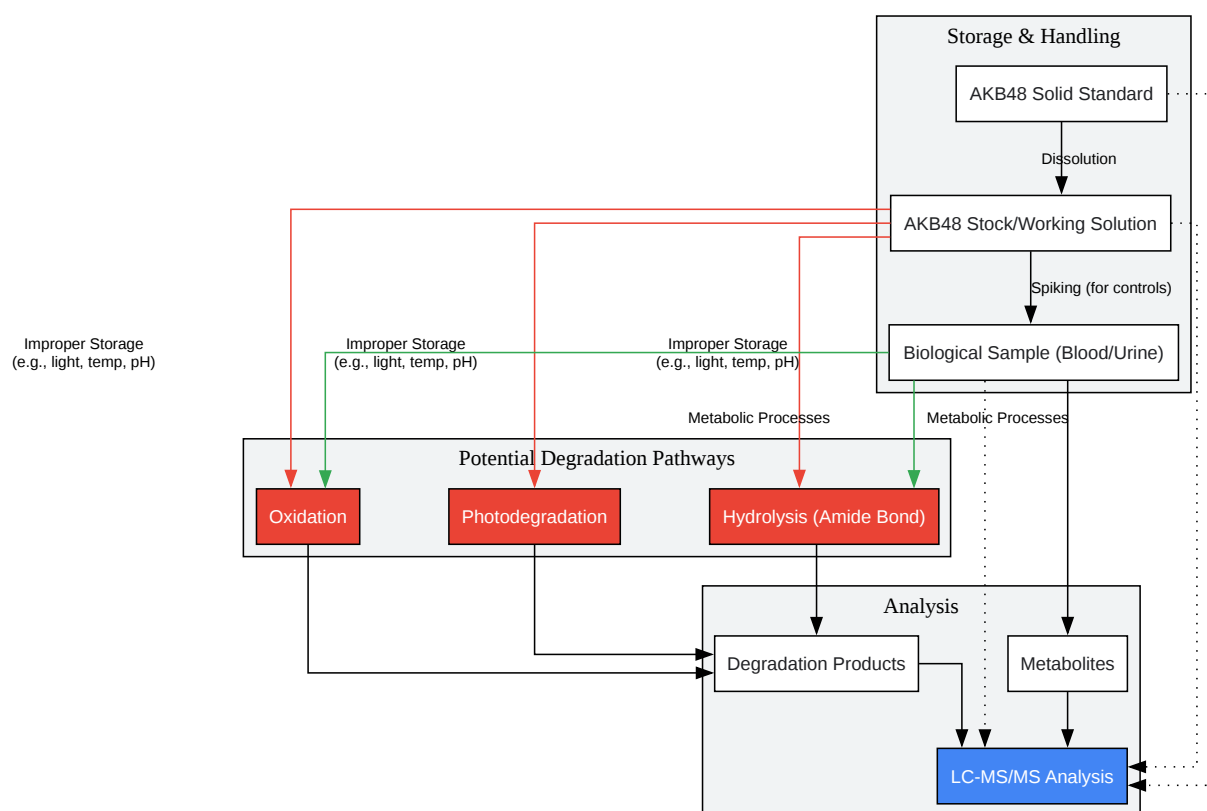 Storage & Handling
AKB48 Solid Standard
Dissolution
AKB48 Stock/Working Solution
Spiking (for controls)
Improper Storage
(e.g., light, temp, pH)
Improper Storage
(e.g., light, temp, pH)
Improper Storage
(e.g., light, temp, pH)
Biological Sample (Blood/Urine)
Metabolic Processes
Metabolic Processes
Potential Degradation Pathways
Oxidation
Photodegradation
Hydrolysis (Amide Bond)
Analysis
Degradation Products
Metabolites
LC-MS/MS Analysis